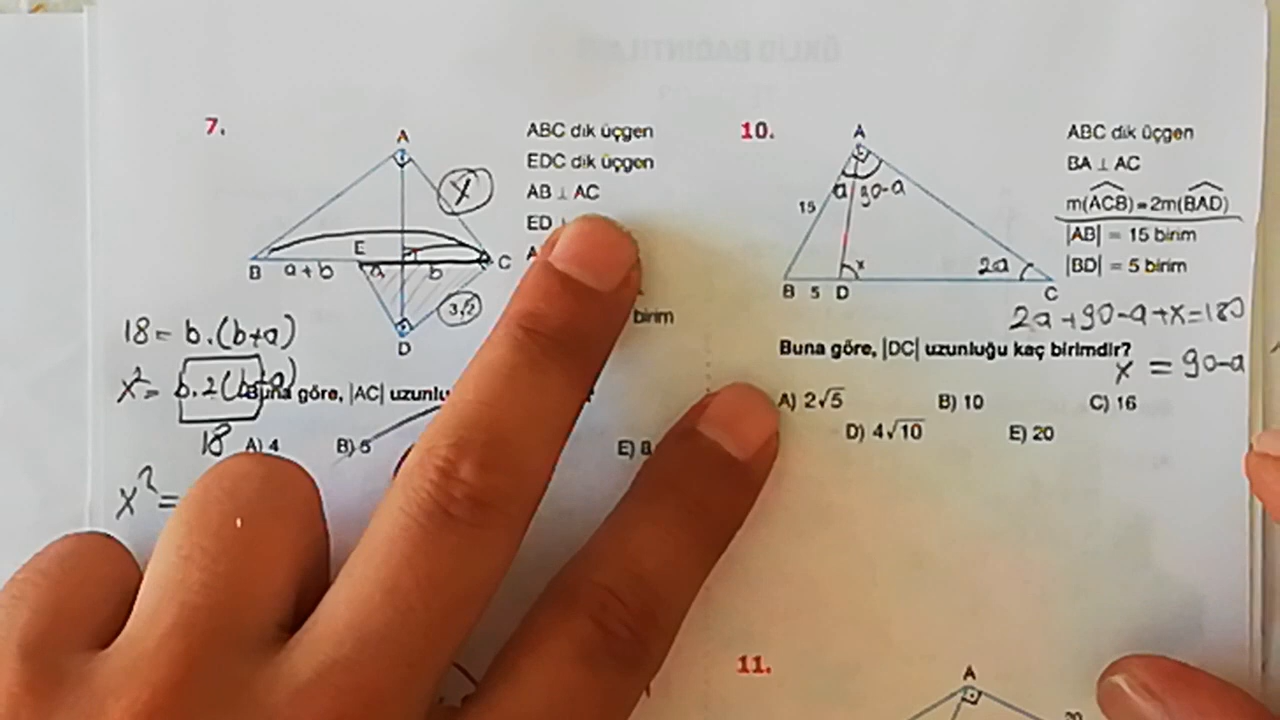 7.
A
ABC dik üçgen
EDC dik üçgen
AB ⊥ AC
ED
x
E
B
C
a+b
a
b
3√2
D
birim
18 = b.(b+a)
x² = b.2(b+a)
18
göre, |AC|
A) 4
B) 5
E) 8
x² =
10.
A
ABC dik üçgen
BA ⊥ AC
m(ACB) = 2m(BAD)
|AB| = 15 birim
|BD| = 5 birim
a
90-a
15
x
2a
B 5 D
C
2a+90-a+x=180
x = 90-a
Buna göre, |DC| uzunluğu kaç birimdir?
A) 2√5
B) 10
C) 16
D) 4√10
E) 20
11.
A
20